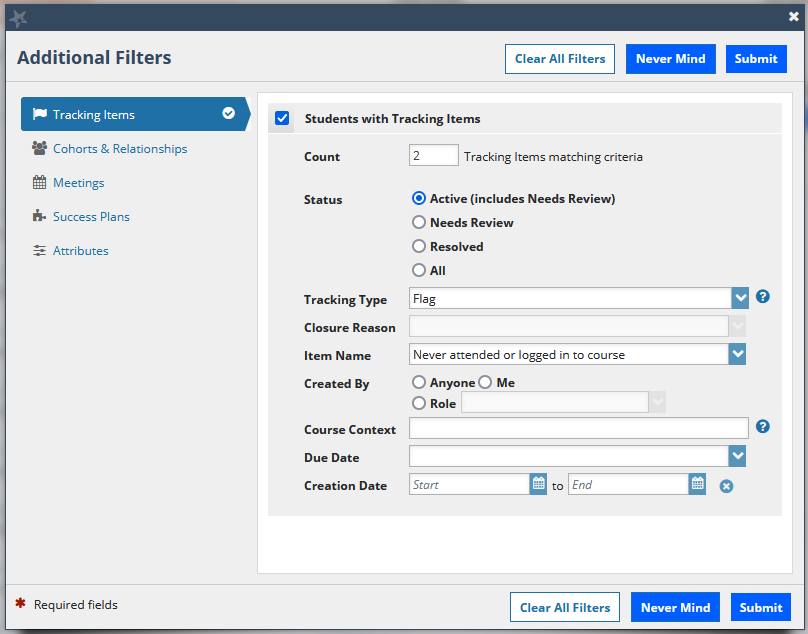 Additional Filters
Clear All Filters
Never Mind
Submit
Tracking Items
Cohorts & Relationships
Meetings
Success Plans
Attributes
Students with Tracking Items
Count 2 Tracking Items matching criteria
Status Active (includes Needs Review)
Needs Review
Resolved
All
Tracking Type Flag ?
Closure Reason
Item Name Never attended or logged in to course
Created By Anyone Me
Role
Course Context ?
Due Date
Creation Date Start to End
* Required fields
Clear All Filters
Never Mind
Submit